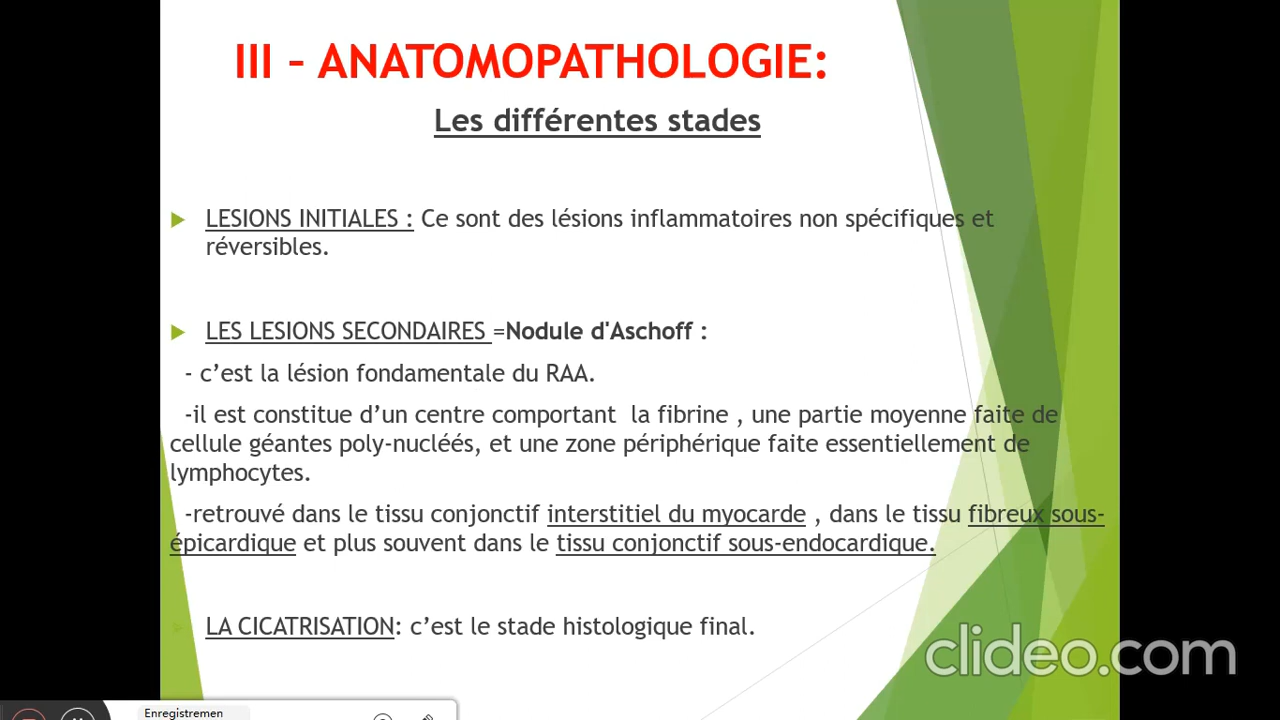 III – ANATOMOPATHOLOGIE:
Les différentes stades
LESIONS INITIALES : Ce sont des lésions inflammatoires non spécifiques et
réversibles.
LES LESIONS SECONDAIRES =Nodule d'Aschoff :
- c’est la lésion fondamentale du RAA.
-il est constitue d’un centre comportant la fibrine , une partie moyenne faite de
cellule géantes poly-nucléés, et une zone périphérique faite essentiellement de
lymphocytes.
-retrouvé dans le tissu conjonctif interstitiel du myocarde , dans le tissu fibreux sous-
épicardique et plus souvent dans le tissu conjonctif sous-endocardique.
LA CICATRISATION: c’est le stade histologique final.
clideo.com
Enregistremen